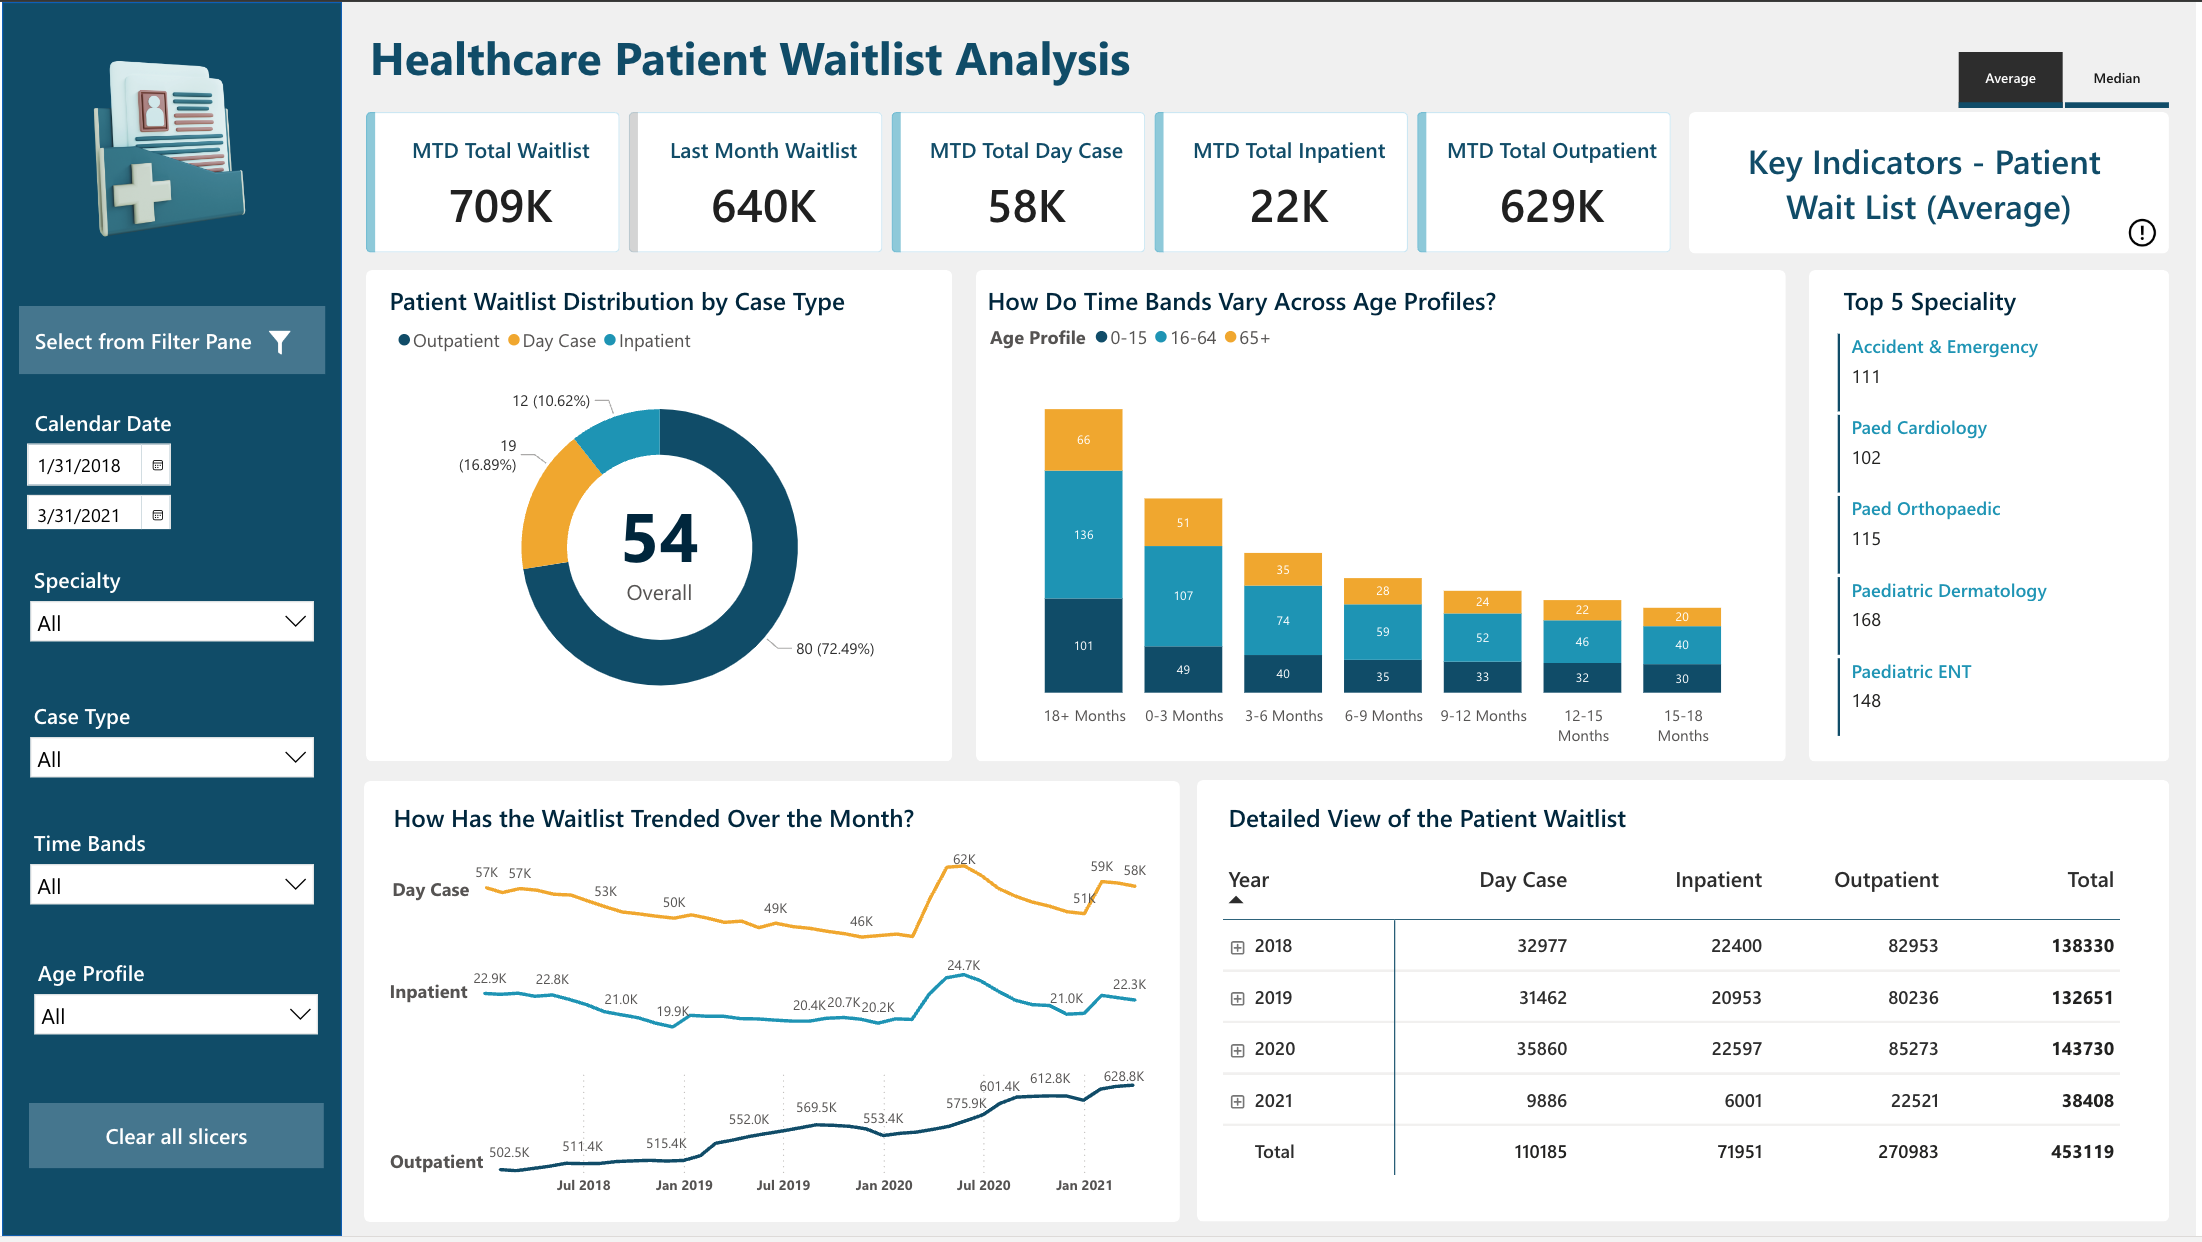 Healthcare Patient Waitlist Analysis
Average
Median
MTD Total Waitlist
709K
Last Month Waitlist
640K
MTD Total Day Case
58K
MTD Total Inpatient
22K
MTD Total Outpatient
629K
Key Indicators - Patient
Wait List (Average)
Select from Filter Pane
Calendar Date
1/31/2018
3/31/2021
Specialty
All
Case Type
All
Time Bands
All
Age Profile
All
Clear all slicers
Patient Waitlist Distribution by Case Type
Outpatient Day Case Inpatient
12 (10.62%)
19
(16.89%)
54
Overall
80 (72.49%)
How Do Time Bands Vary Across Age Profiles?
Age Profile 0-15 16-64 65+
66
136
101
51
107
49
35
74
40
28
59
35
24
52
33
22
46
32
20
40
30
18+ Months
0-3 Months
3-6 Months
6-9 Months
9-12 Months
12-15
Months
15-18
Months
Top 5 Speciality
Accident & Emergency
111
Paed Cardiology
102
Paed Orthopaedic
115
Paediatric Dermatology
168
Paediatric ENT
148
How Has the Waitlist Trended Over the Month?
Day Case
57K 57K 53K 50K 49K 46K 62K 51K 59K 58K
Inpatient
22.9K 22.8K 21.0K 19.9K 20.4K 20.7K 20.2K 24.7K 21.0K 22.3K
Outpatient
502.5K 511.4K 515.4K 552.0K 569.5K 553.4K 575.9K 601.4K 612.8K 628.8K
Jul 2018 Jan 2019 Jul 2019 Jan 2020 Jul 2020 Jan 2021
Detailed View of the Patient Waitlist
Year Day Case Inpatient Outpatient Total
2018 32977 22400 82953 138330
2019 31462 20953 80236 132651
2020 35860 22597 85273 143730
2021 9886 6001 22521 38408
Total 110185 71951 270983 453119